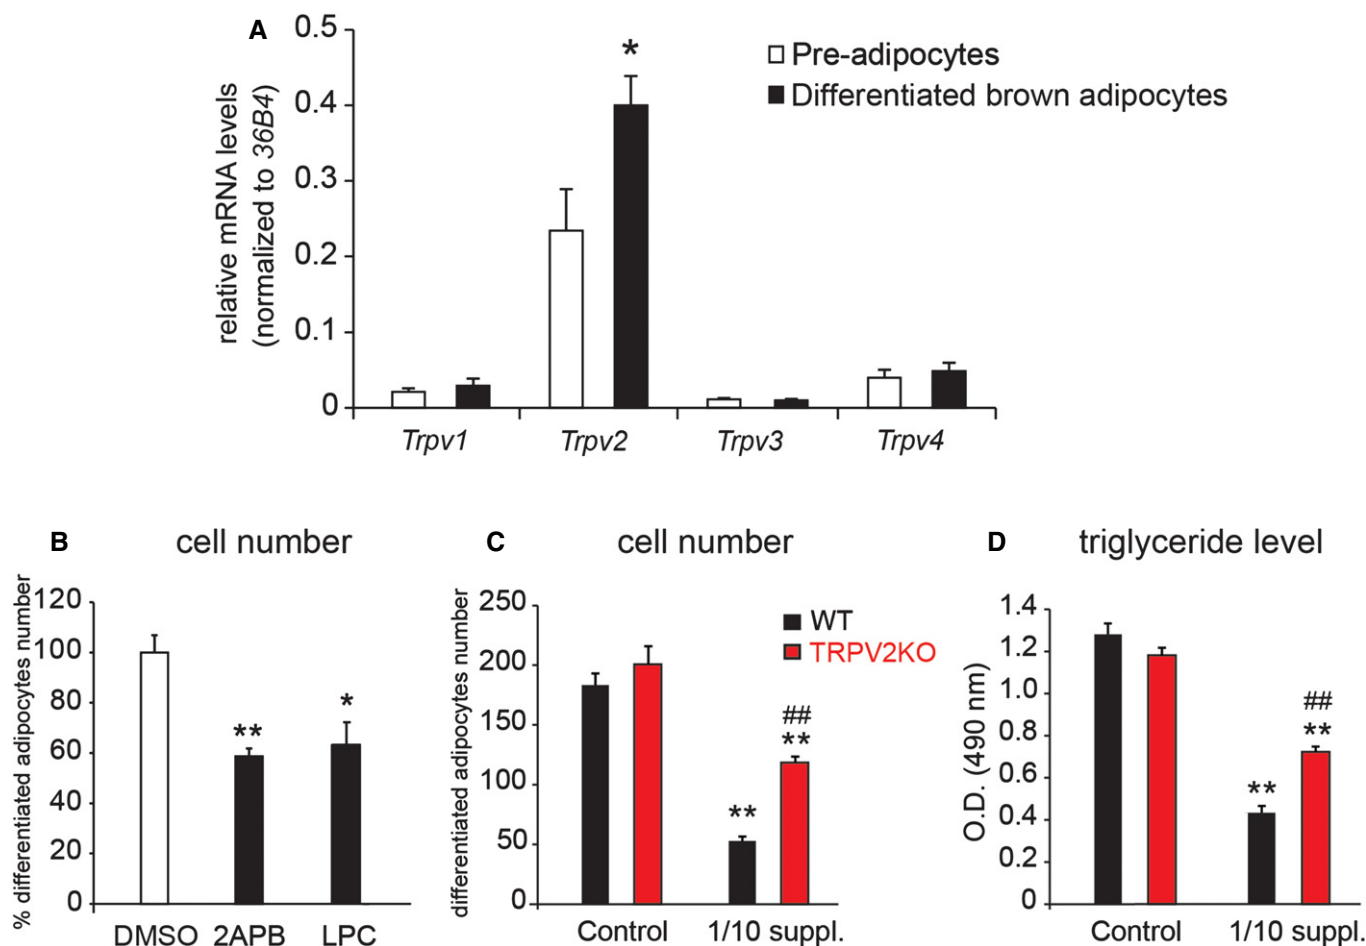 A
relative mRNA levels
(normalized to 36B4)
0.5
0.4
0.3
0.2
0.1
0
*
Pre-adipocytes
Differentiated brown adipocytes
Trpv1 Trpv2 Trpv3 Trpv4
B cell number
% differentiated adipocytes number
120
100
80
60
40
20
0
** *
DMSO 2APB LPC
C cell number
differentiated adipocytes number
250
200
150
100
50
0
WT
TRPV2KO
##
**
**
Control 1/10 suppl.
D triglyceride level
O.D. (490 nm)
1.4
1.2
1.0
0.8
0.6
0.4
0.2
0
##
**
**
Control 1/10 suppl.